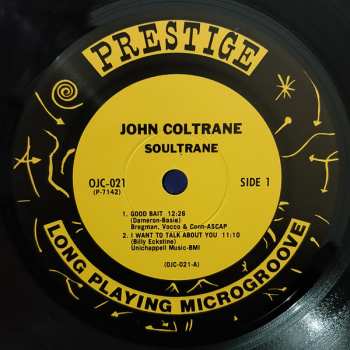 PRESTIGE
JOHN COLTRANE
SOULTRANE
OJC-021
(P-7142)
SIDE 1
1. GOOD BAIT 12:26
(Dameron-Basie)
Bregman, Vocco & Conn-ASCAP
2. I WANT TO TALK ABOUT YOU 11:10
(Billy Eckstine)
Unichappell Music-BMI
(OJC-021-A)
LONG PLAYING MICROGROOVE